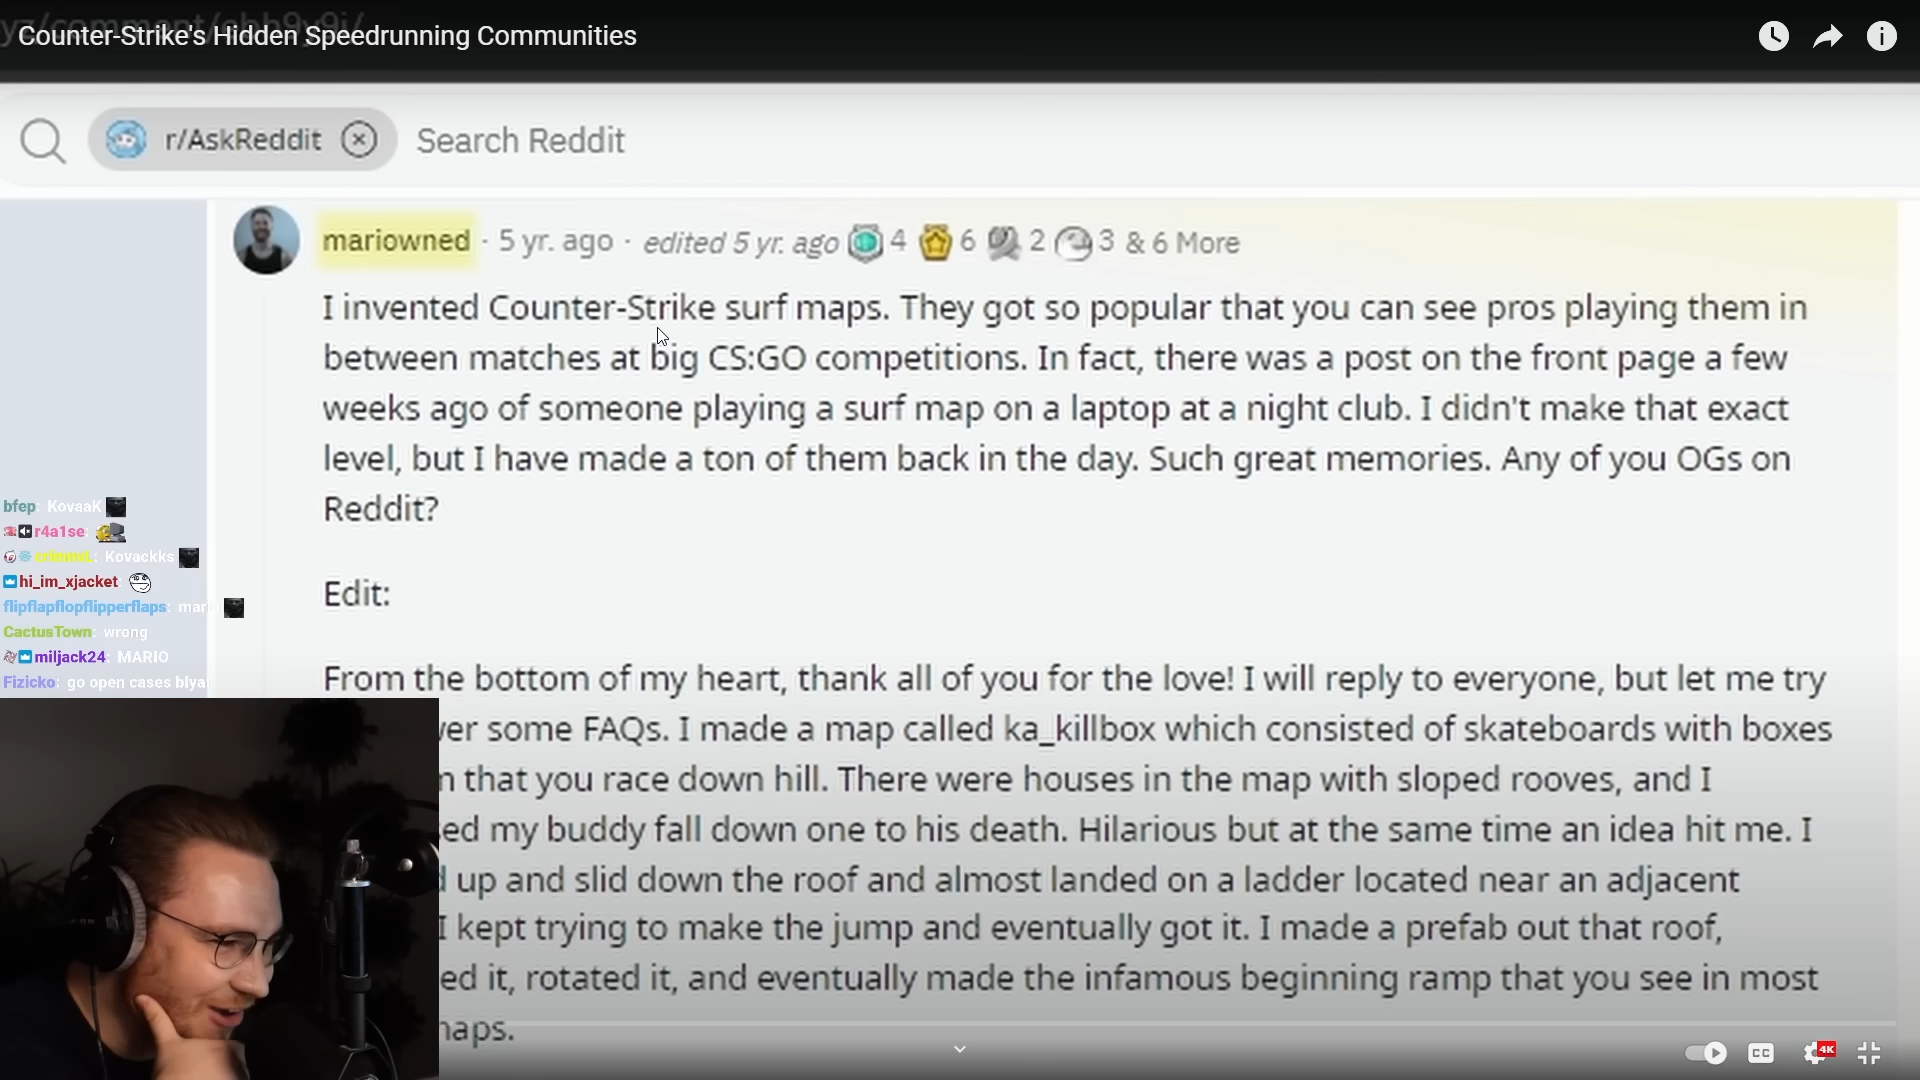 Counter-Strike's Hidden Speedrunning Communities
r/AskReddit Search Reddit
mariowned · 5 yr. ago · edited 5 yr. ago 4 6 2 3 & 6 More
I invented Counter-Strike surf maps. They got so popular that you can see pros playing them in
between matches at big CS:GO competitions. In fact, there was a post on the front page a few
weeks ago of someone playing a surf map on a laptop at a night club. I didn't make that exact
level, but I have made a ton of them back in the day. Such great memories. Any of you OGs on
Reddit?
Edit:
From the bottom of my heart, thank all of you for the love! I will reply to everyone, but let me try
wer some FAQs. I made a map called ka_killbox which consisted of skateboards with boxes
n that you race down hill. There were houses in the map with sloped rooves, and I
ed my buddy fall down one to his death. Hilarious but at the same time an idea hit me. I
up and slid down the roof and almost landed on a ladder located near an adjacent
I kept trying to make the jump and eventually got it. I made a prefab out that roof,
ed it, rotated it, and eventually made the infamous beginning ramp that you see in most
maps.
bfep: KovaaK
r4a1se:
Kovackks
hi_im_xjacket
flipflapflopflipperflaps: mari
CactusTown: wrong
miljack24: MARIO
Fizicko: go open cases blya
CC
4K